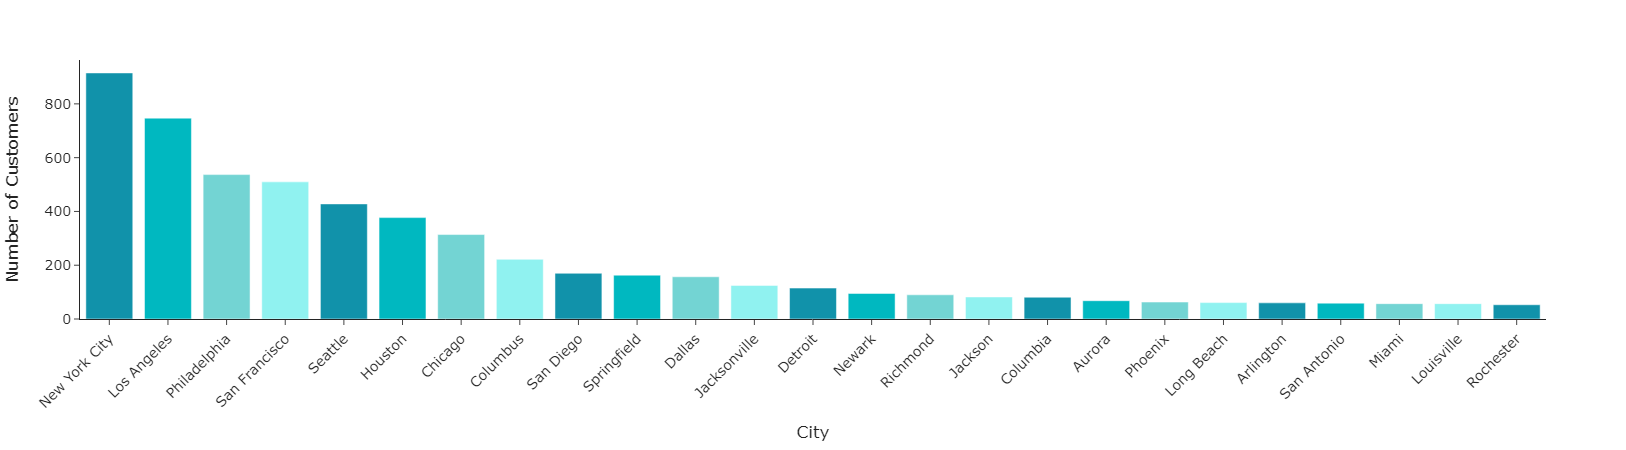 Number of Customers
800
600
400
200
0
New York City
Los Angeles
Philadelphia
San Francisco
Seattle
Houston
Chicago
Columbus
San Diego
Springfield
Dallas
Jacksonville
Detroit
Newark
Richmond
Jackson
Columbia
Aurora
Phoenix
Long Beach
Arlington
San Antonio
Miami
Louisville
Rochester
City